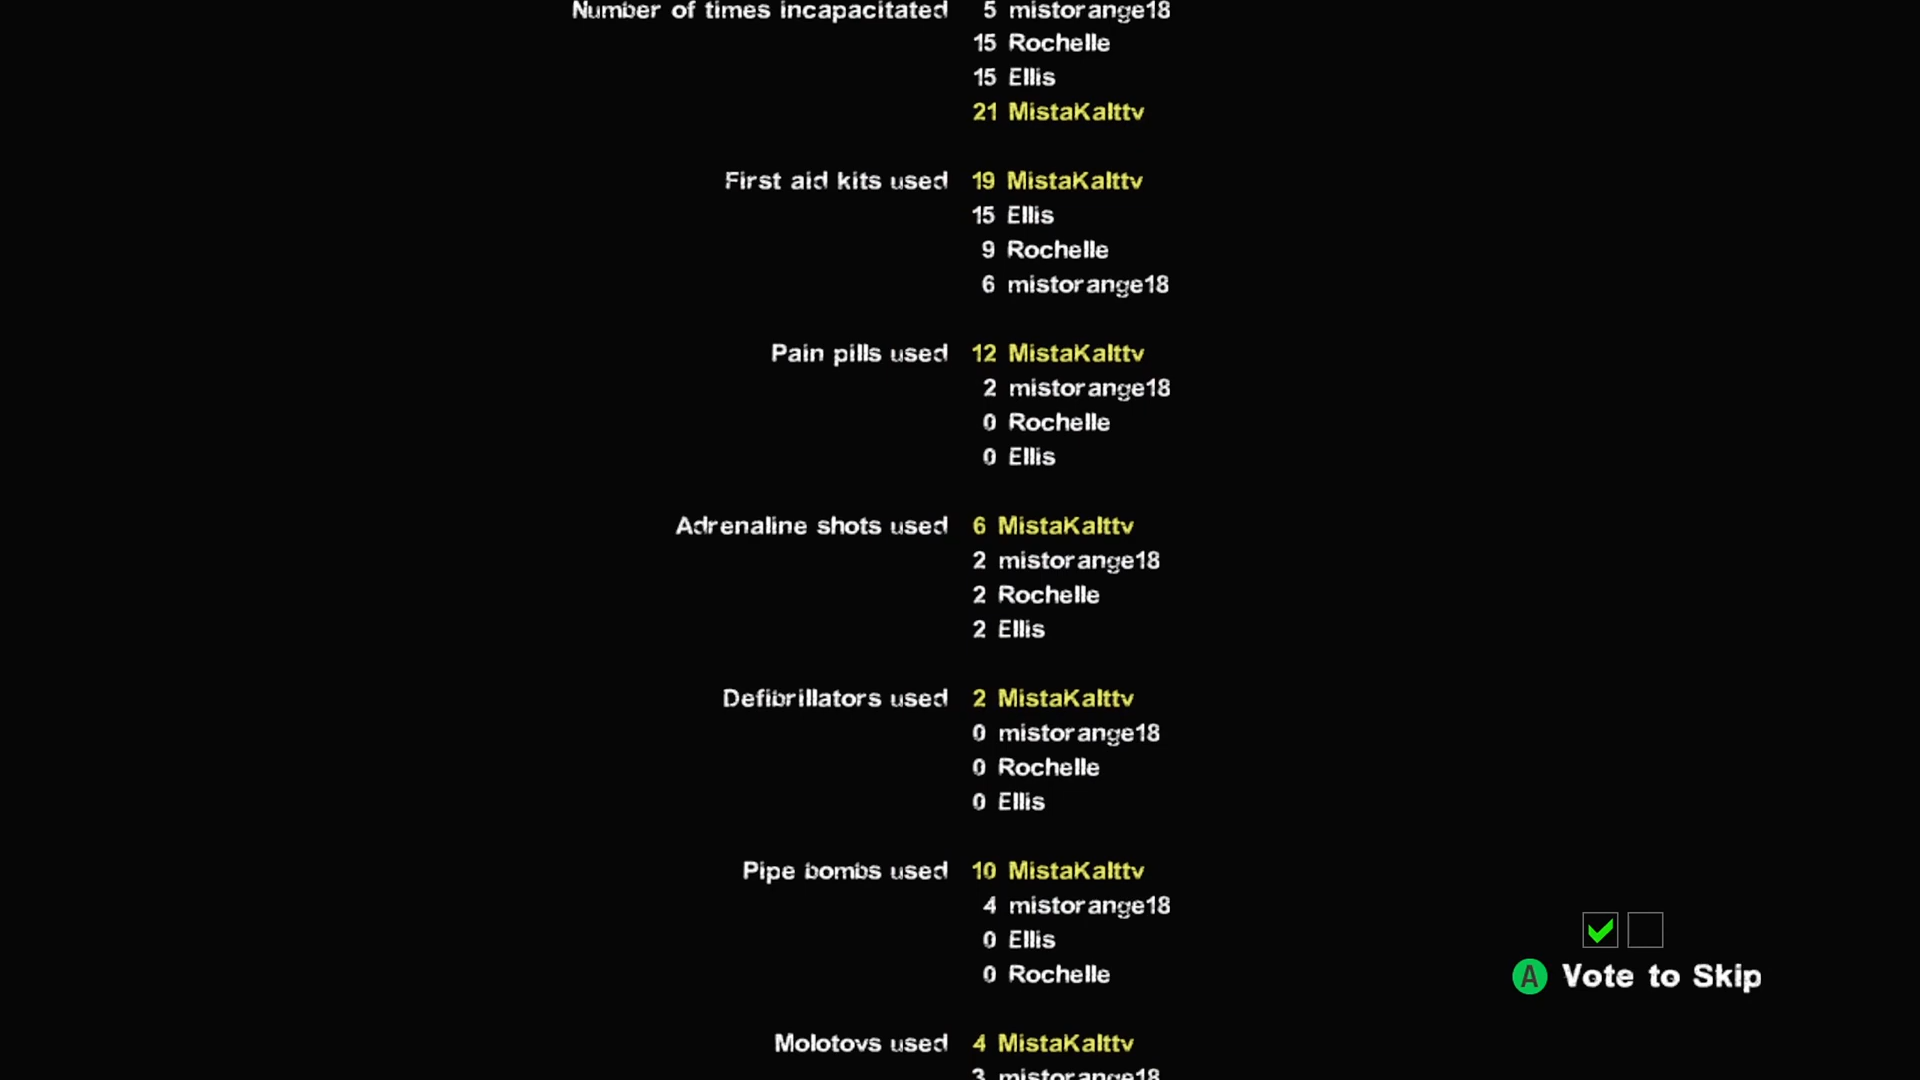 Number of times incapacitated 5 mistorange18
15 Rochelle
15 Ellis
21 MistaKalttv
First aid kits used 19 MistaKalttv
15 Ellis
9 Rochelle
6 mistorange18
Pain pills used 12 MistaKalttv
2 mistorange18
0 Rochelle
0 Ellis
Adrenaline shots used 6 MistaKalttv
2 mistorange18
2 Rochelle
2 Ellis
Defibrillators used 2 MistaKalttv
0 mistorange18
0 Rochelle
0 Ellis
Pipe bombs used 10 MistaKalttv
4 mistorange18
0 Ellis
0 Rochelle
A Vote to Skip
Molotovs used 4 MistaKalttv
3 mistorange18